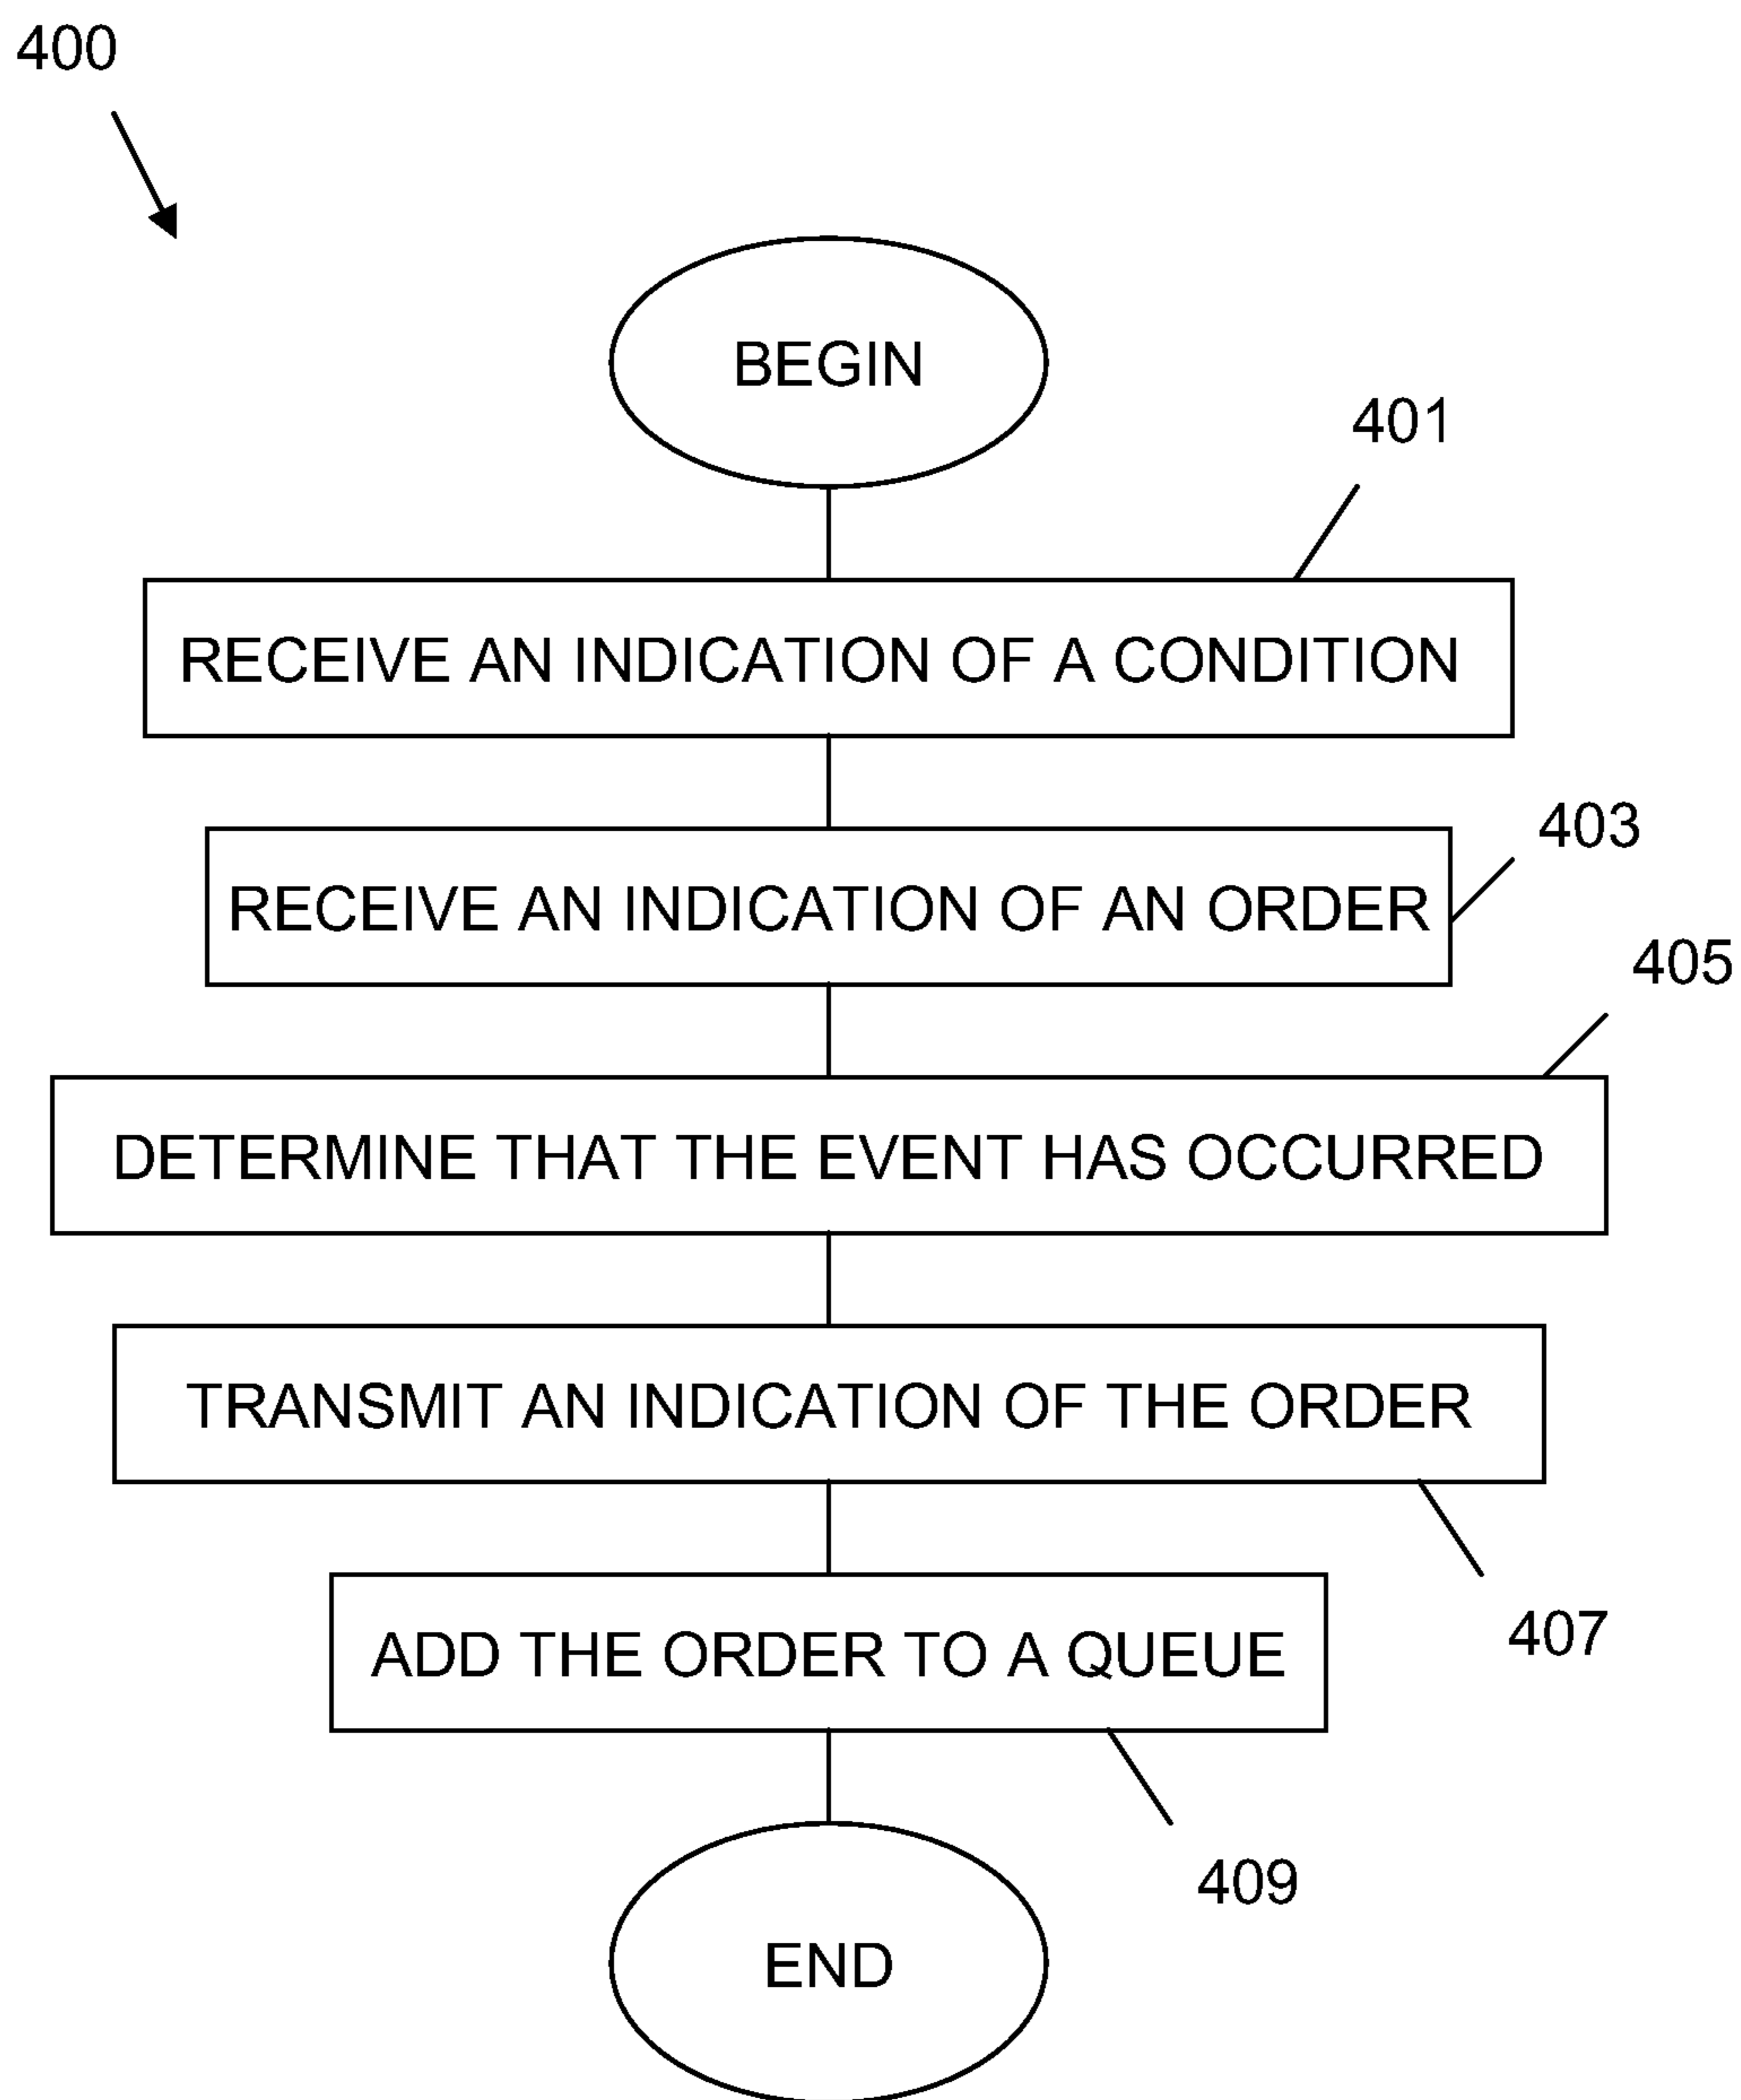 400
BEGIN
401
RECEIVE AN INDICATION OF A CONDITION
403
RECEIVE AN INDICATION OF AN ORDER
405
DETERMINE THAT THE EVENT HAS OCCURRED
TRANSMIT AN INDICATION OF THE ORDER
407
ADD THE ORDER TO A QUEUE
409
END